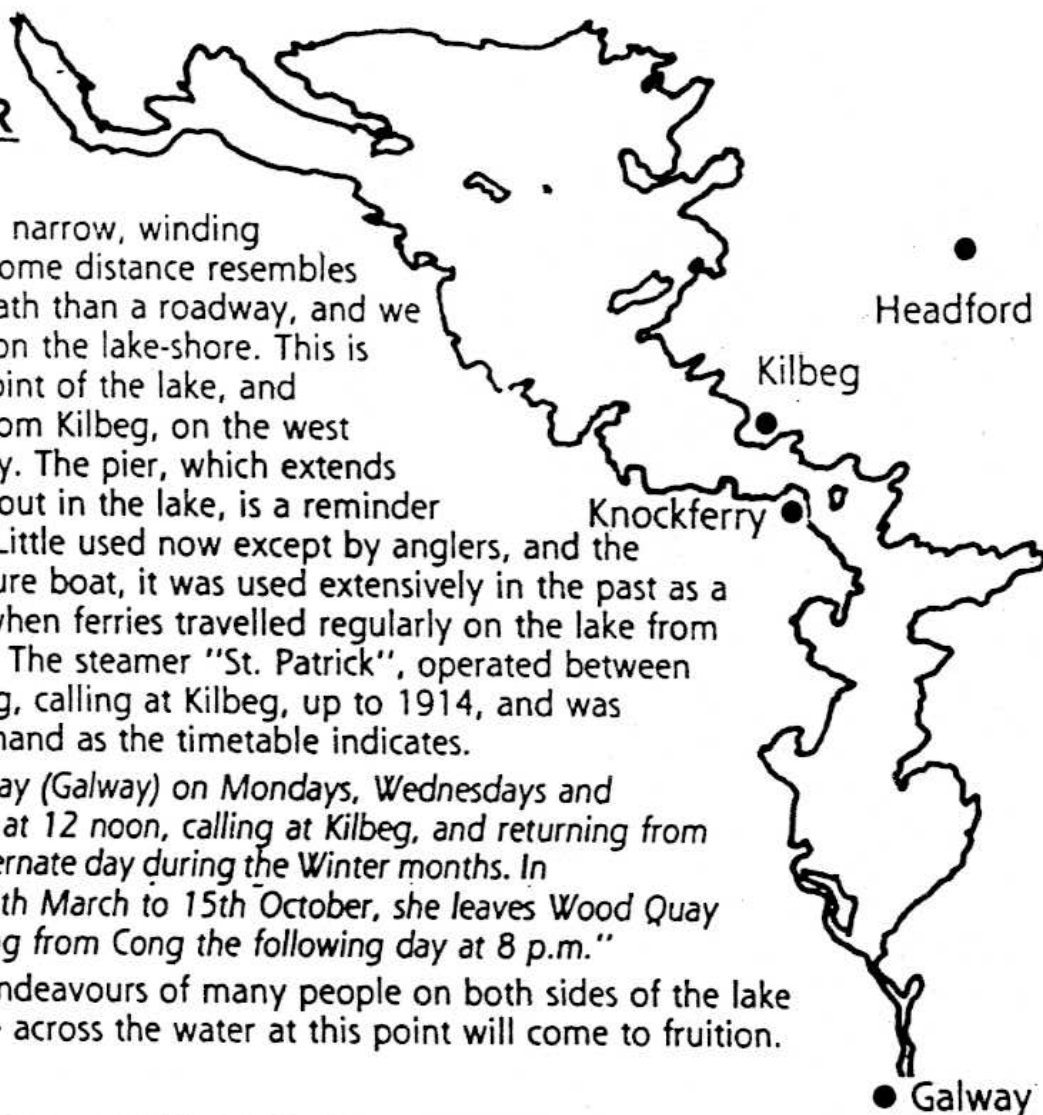 R
narrow, winding
ome distance resembles
ath than a roadway, and we
Headford
on the lake-shore. This is
oint of the lake, and
Kilbeg
om Kilbeg, on the west
y. The pier, which extends
out in the lake, is a reminder
Knockferry
Little used now except by anglers, and the
ure boat, it was used extensively in the past as a
when ferries travelled regularly on the lake from
The steamer "St. Patrick", operated between
g, calling at Kilbeg, up to 1914, and was
nand as the timetable indicates.
ay (Galway) on Mondays, Wednesdays and
at 12 noon, calling at Kilbeg, and returning from
ernate day during the Winter months. In
th March to 15th October, she leaves Wood Quay
g from Cong the following day at 8 p.m."
ndeavours of many people on both sides of the lake
across the water at this point will come to fruition.
Galway